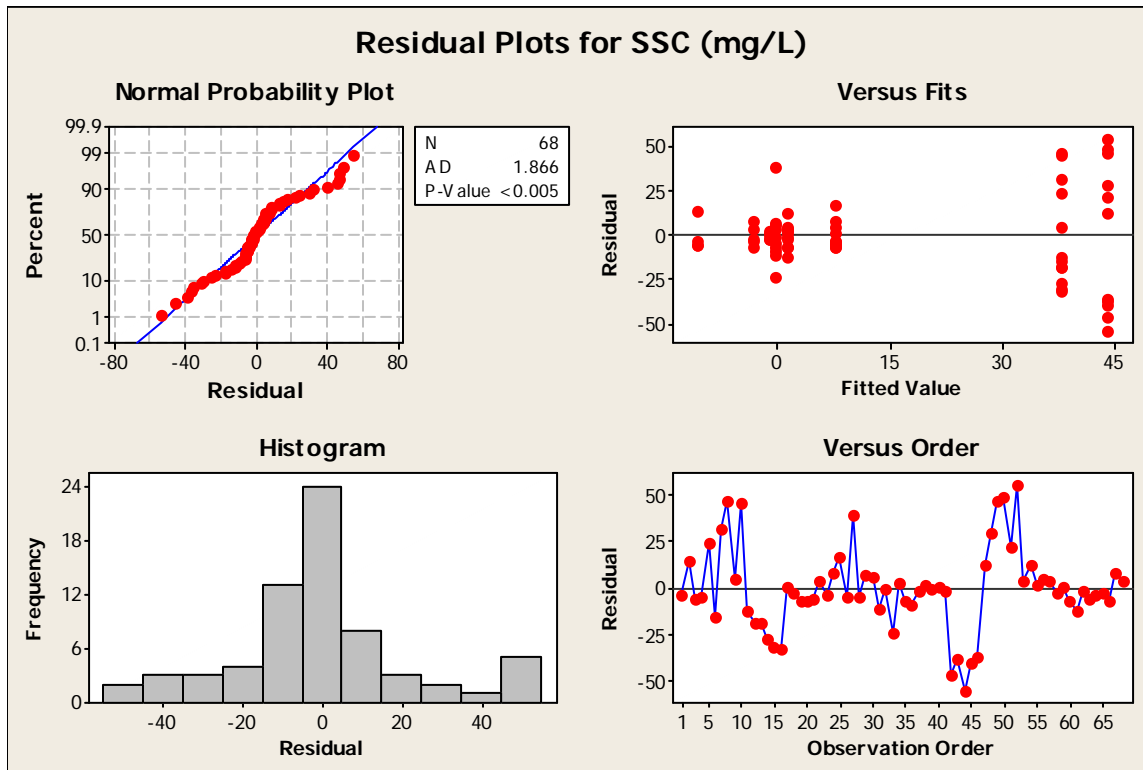 Residual Plots for SSC (mg/L)
Normal Probability Plot
99.9
99
90
50
10
1
0.1
Percent
-80 -40 0 40 80
Residual
N 68
AD 1.866
P-Value <0.005
Versus Fits
50
25
0
-25
-50
Residual
0 15 30 45
Fitted Value
Histogram
24
18
12
6
0
Frequency
-40 -20 0 20 40
Residual
Versus Order
50
25
0
-25
-50
Residual
1 5 10 15 20 25 30 35 40 45 50 55 60 65
Observation Order